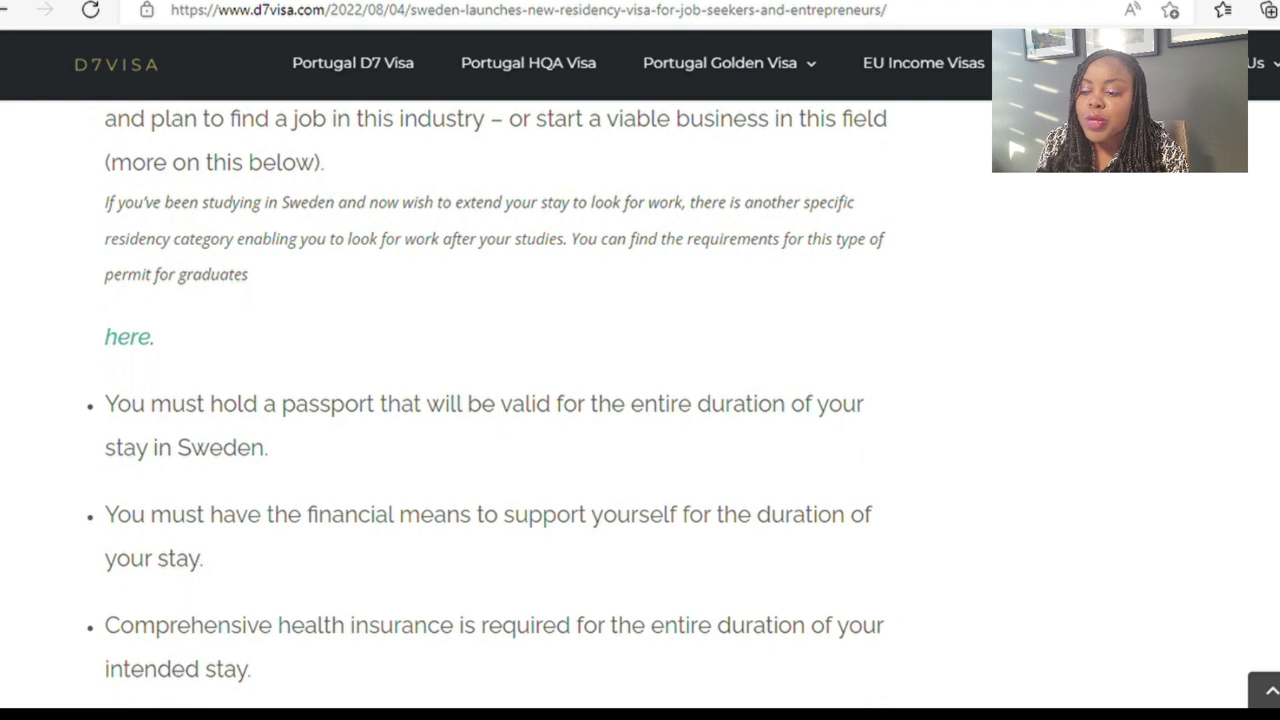 https://www.d7visa.com/2022/08/04/sweden-launches-new-residency-visa-for-job-seekers-and-entrepreneurs/
D7VISA Portugal D7 Visa Portugal HQA Visa Portugal Golden Visa EU Income Visas Us
and plan to find a job in this industry – or start a viable business in this field
(more on this below).
If you've been studying in Sweden and now wish to extend your stay to look for work, there is another specific
residency category enabling you to look for work after your studies. You can find the requirements for this type of
permit for graduates
here.
• You must hold a passport that will be valid for the entire duration of your
stay in Sweden.
• You must have the financial means to support yourself for the duration of
your stay.
• Comprehensive health insurance is required for the entire duration of your
intended stay.